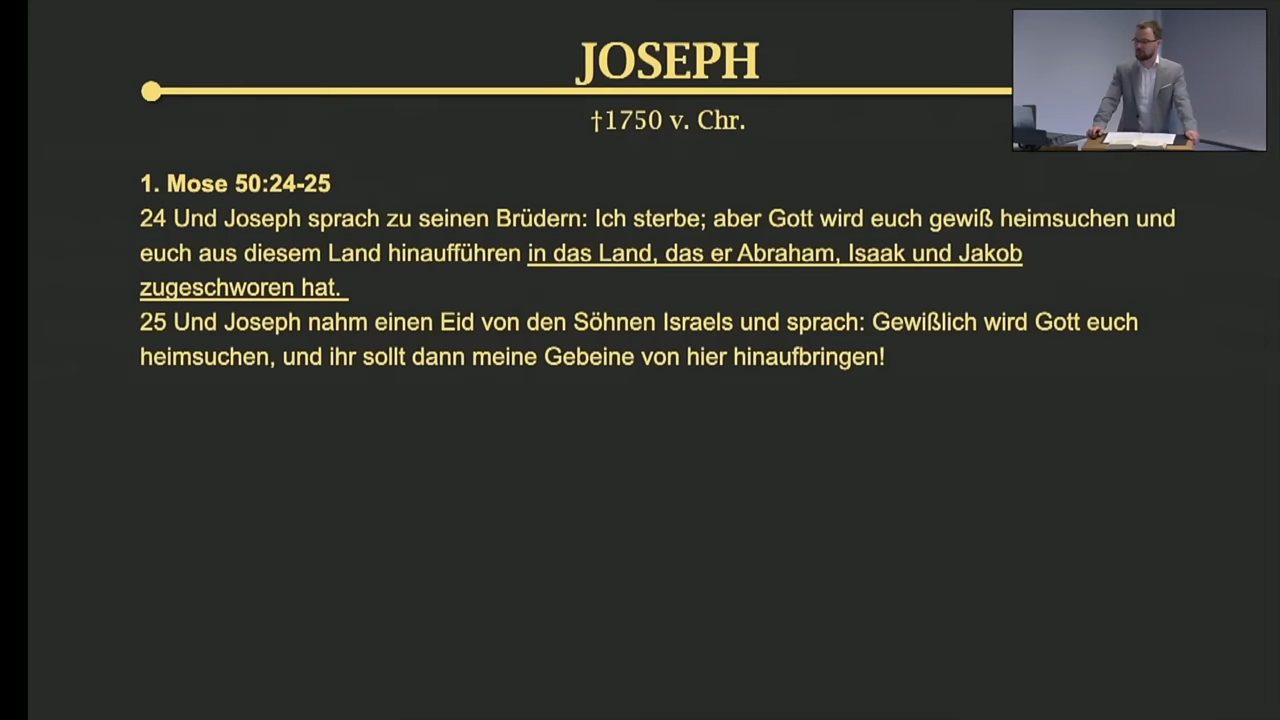 JOSEPH
†1750 v. Chr.
1. Mose 50:24-25
24 Und Joseph sprach zu seinen Brüdern: Ich sterbe; aber Gott wird euch gewiß heimsuchen und
euch aus diesem Land hinaufführen in das Land, das er Abraham, Isaak und Jakob
zugeschworen hat.
25 Und Joseph nahm einen Eid von den Söhnen Israels und sprach: Gewißlich wird Gott euch
heimsuchen, und ihr sollt dann meine Gebeine von hier hinaufbringen!